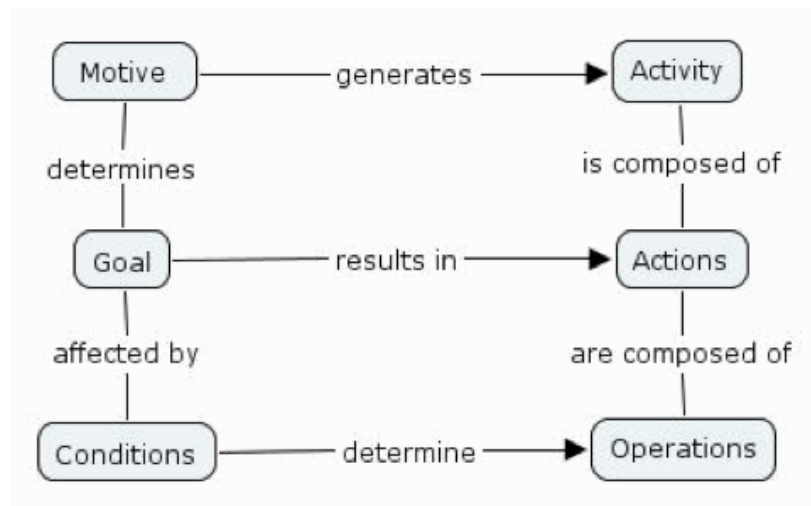 Motive
generates
Activity
determines
is composed of
Goal
results in
Actions
affected by
are composed of
Conditions
determine
Operations